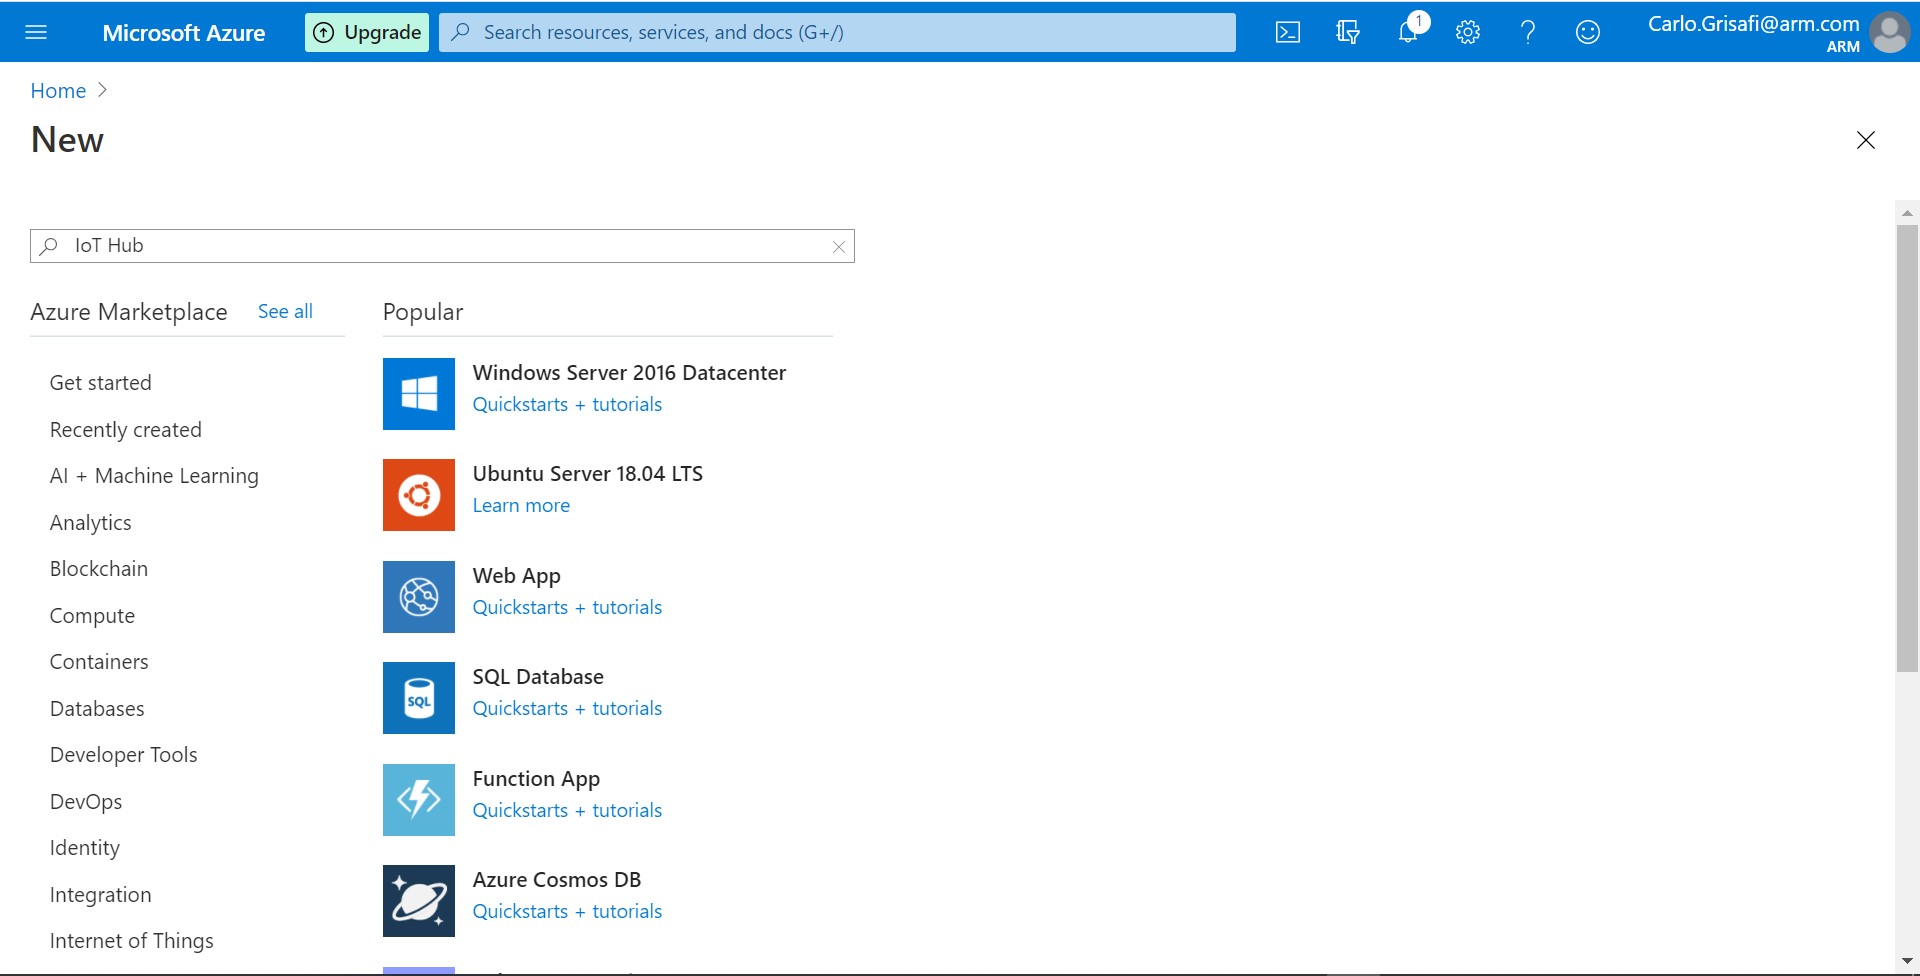 Microsoft Azure
Upgrade
Search resources, services, and docs (G+/)
1
Carlo.Grisafi@arm.com
ARM
Home
New
IoT Hub
Azure Marketplace
See all
Popular
Get started
Recently created
AI + Machine Learning
Analytics
Blockchain
Compute
Containers
Databases
Developer Tools
DevOps
Identity
Integration
Internet of Things
Windows Server 2016 Datacenter
Quickstarts + tutorials
Ubuntu Server 18.04 LTS
Learn more
Web App
Quickstarts + tutorials
SQL
SQL Database
Quickstarts + tutorials
Function App
Quickstarts + tutorials
Azure Cosmos DB
Quickstarts + tutorials